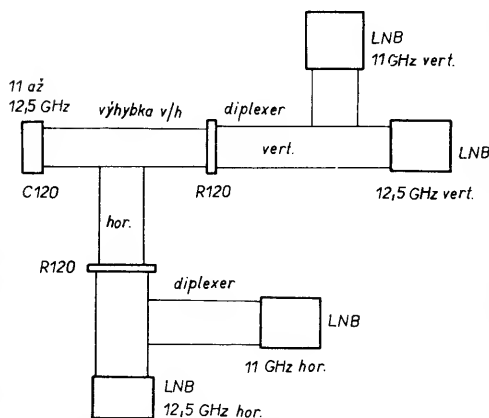 LNB
11 GHz vert.
11 až
12,5 GHz
výhybka v/h
diplexer
vert.
LNB
C120
R120
12,5 GHz vert.
hor.
R120
diplexer
LNB
11 GHz hor.
LNB
12,5 GHz hor.